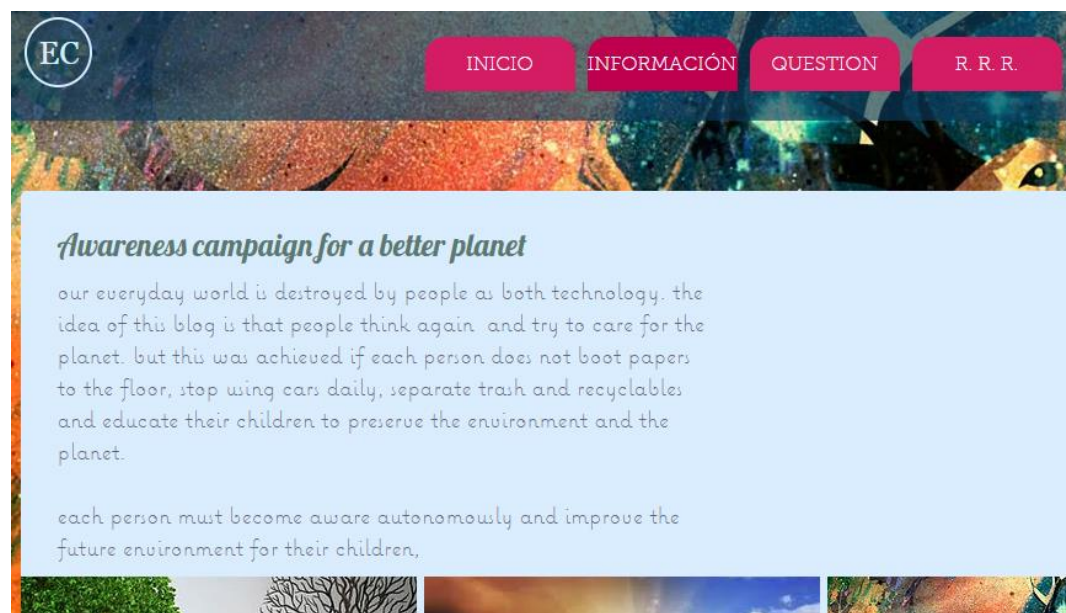 EC
INICIO
INFORMACIÓN
QUESTION
R. R. R.
Awareness campaign for a better planet
our everyday world is destroyed by people as both technology. the
idea of this blog is that people think again and try to care for the
planet. but this was achieved if each person does not boot papers
to the floor, stop using cars daily, separate trash and recyclables
and educate their children to preserve the environment and the
planet.
each person must become aware autonomously and improve the
future environment for their children,